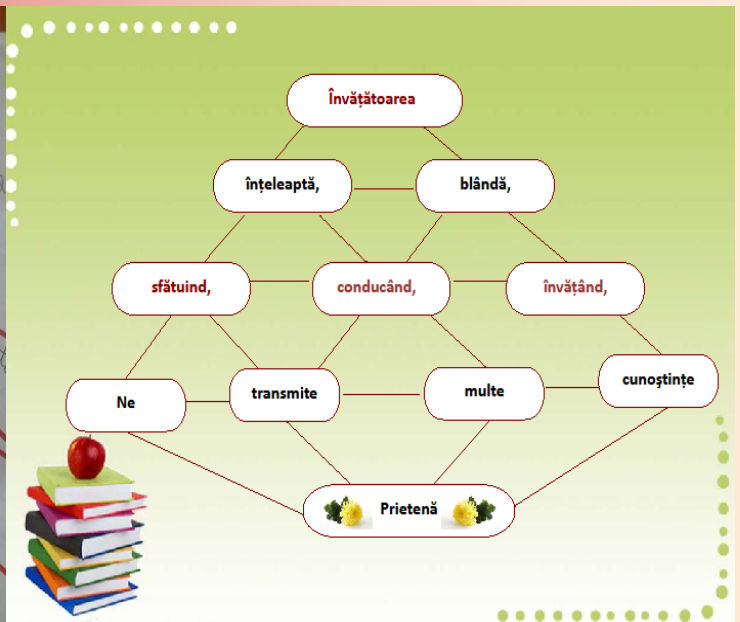 Învățătoarea
înțeleaptă, blândă,
sfătuind, conducând, învățând,
Ne transmite multe cunoștințe
Prietenă